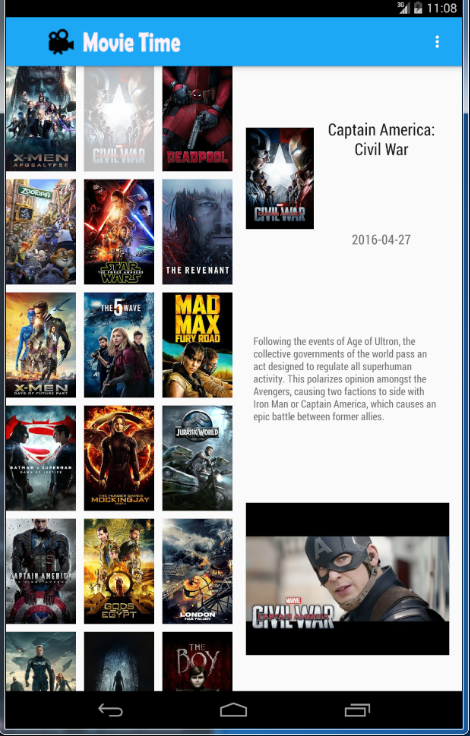 3G 11:08
Movie Time
X-MEN
APOCALYPSE
CIVIL WAR
DEADPOOL
ZOOTOPIA
STAR
THE FORCE AWAKENS
WARS
THE REVENANT
X-MEN
DAYS OF FUTURE PAST
THE 5TH WAVE
MAD
MAX
FURY ROAD
BATMAN V SUPERMAN
DAWN OF JUSTICE
THE HUNGER GAMES
MOCKINGJAY
JURASSIC WORLD
CAPTAIN AMERICA
GODS
OF
EGYPT
LONDON
HAS FALLEN
THE
BOY
Captain America:
Civil War
CIVIL WAR
2016-04-27
Following the events of Age of Ultron, the
collective governments of the world pass an
act designed to regulate all superhuman
activity. This polarizes opinion amongst the
Avengers, causing two factions to side with
Iron Man or Captain America, which causes an
epic battle between former allies.
MARVEL
CAPTAIN AMERICA
CIVIL WAR